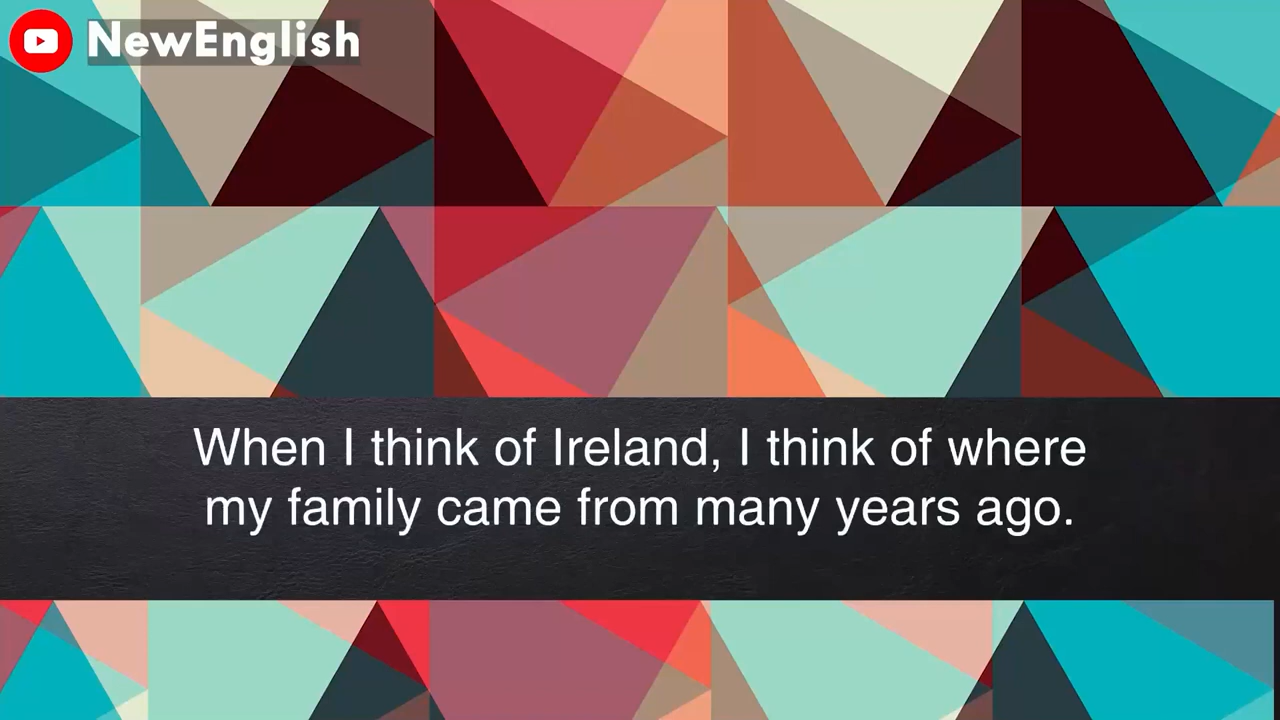 NewEnglish
When I think of Ireland, I think of where
my family came from many years ago.